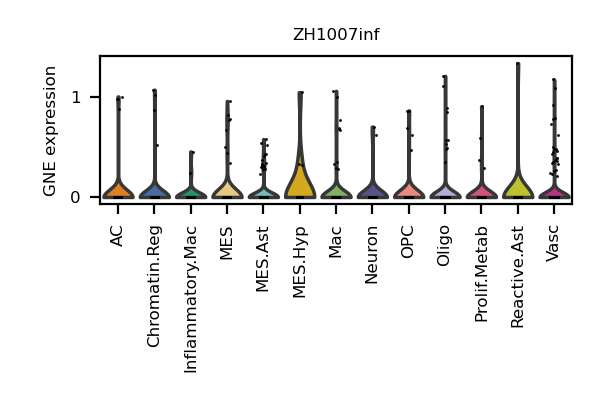 ZH1007inf
GNE expression
1
0
AC
Chromatin.Reg
Inflammatory.Mac
MES
MES.Ast
MES.Hyp
Mac
Neuron
OPC
Oligo
Prolif.Metab
Reactive.Ast
Vasc